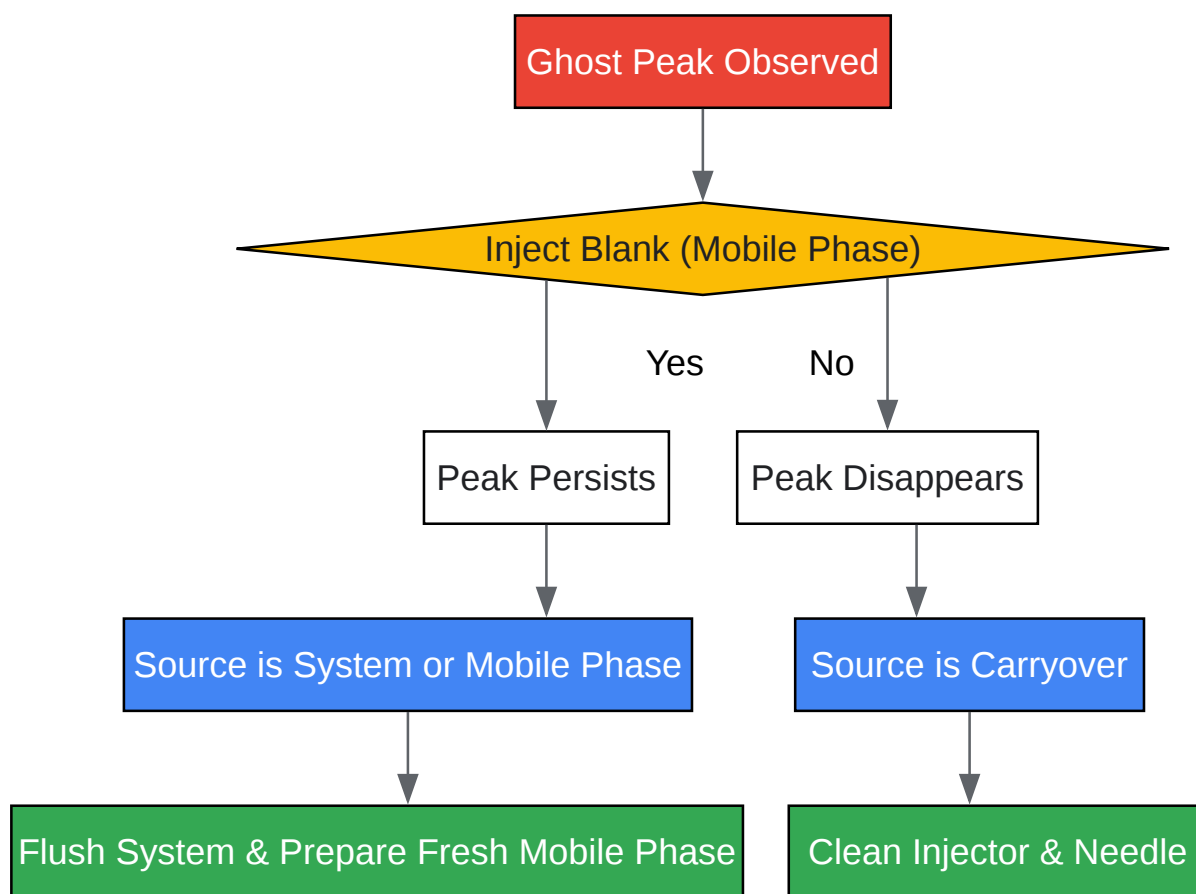 Ghost Peak Observed
Inject Blank (Mobile Phase)
Yes
No
Peak Persists
Peak Disappears
Source is System or Mobile Phase
Source is Carryover
Flush System & Prepare Fresh Mobile Phase
Clean Injector & Needle